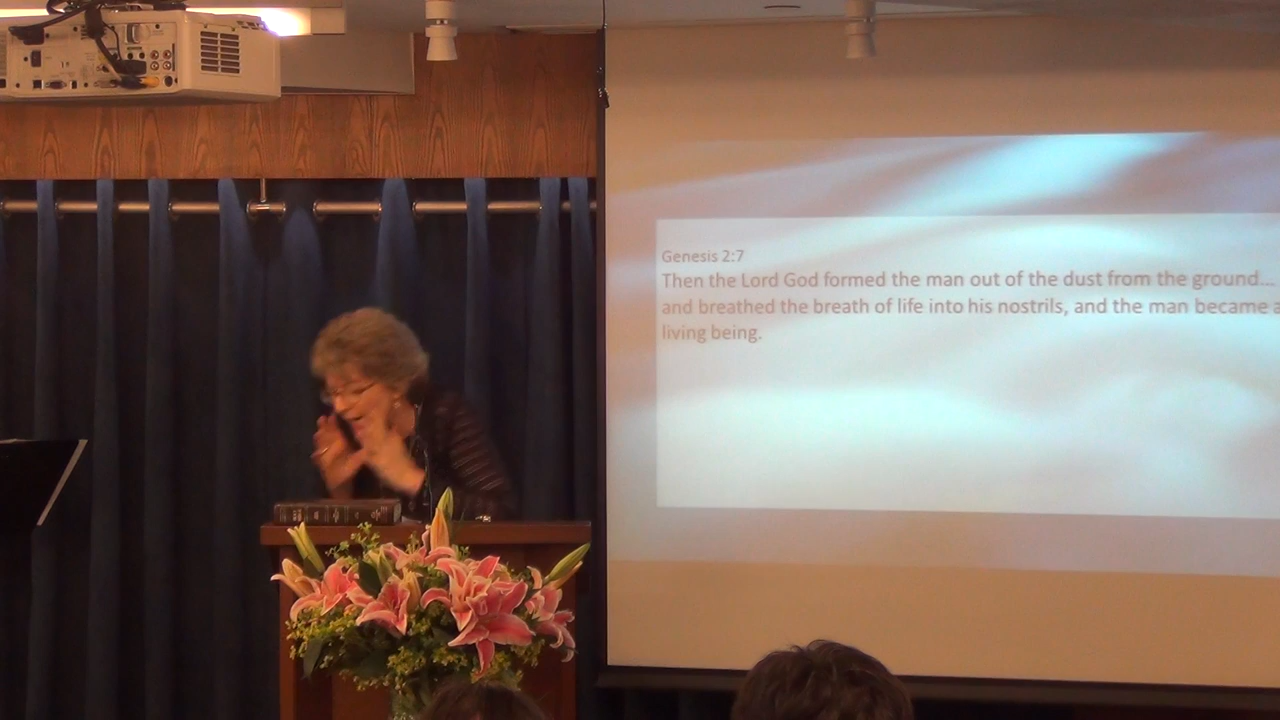 Genesis 2:7
Then the Lord God formed the man out of the dust from the ground...
and breathed the breath of life into his nostrils, and the man became a
living being.